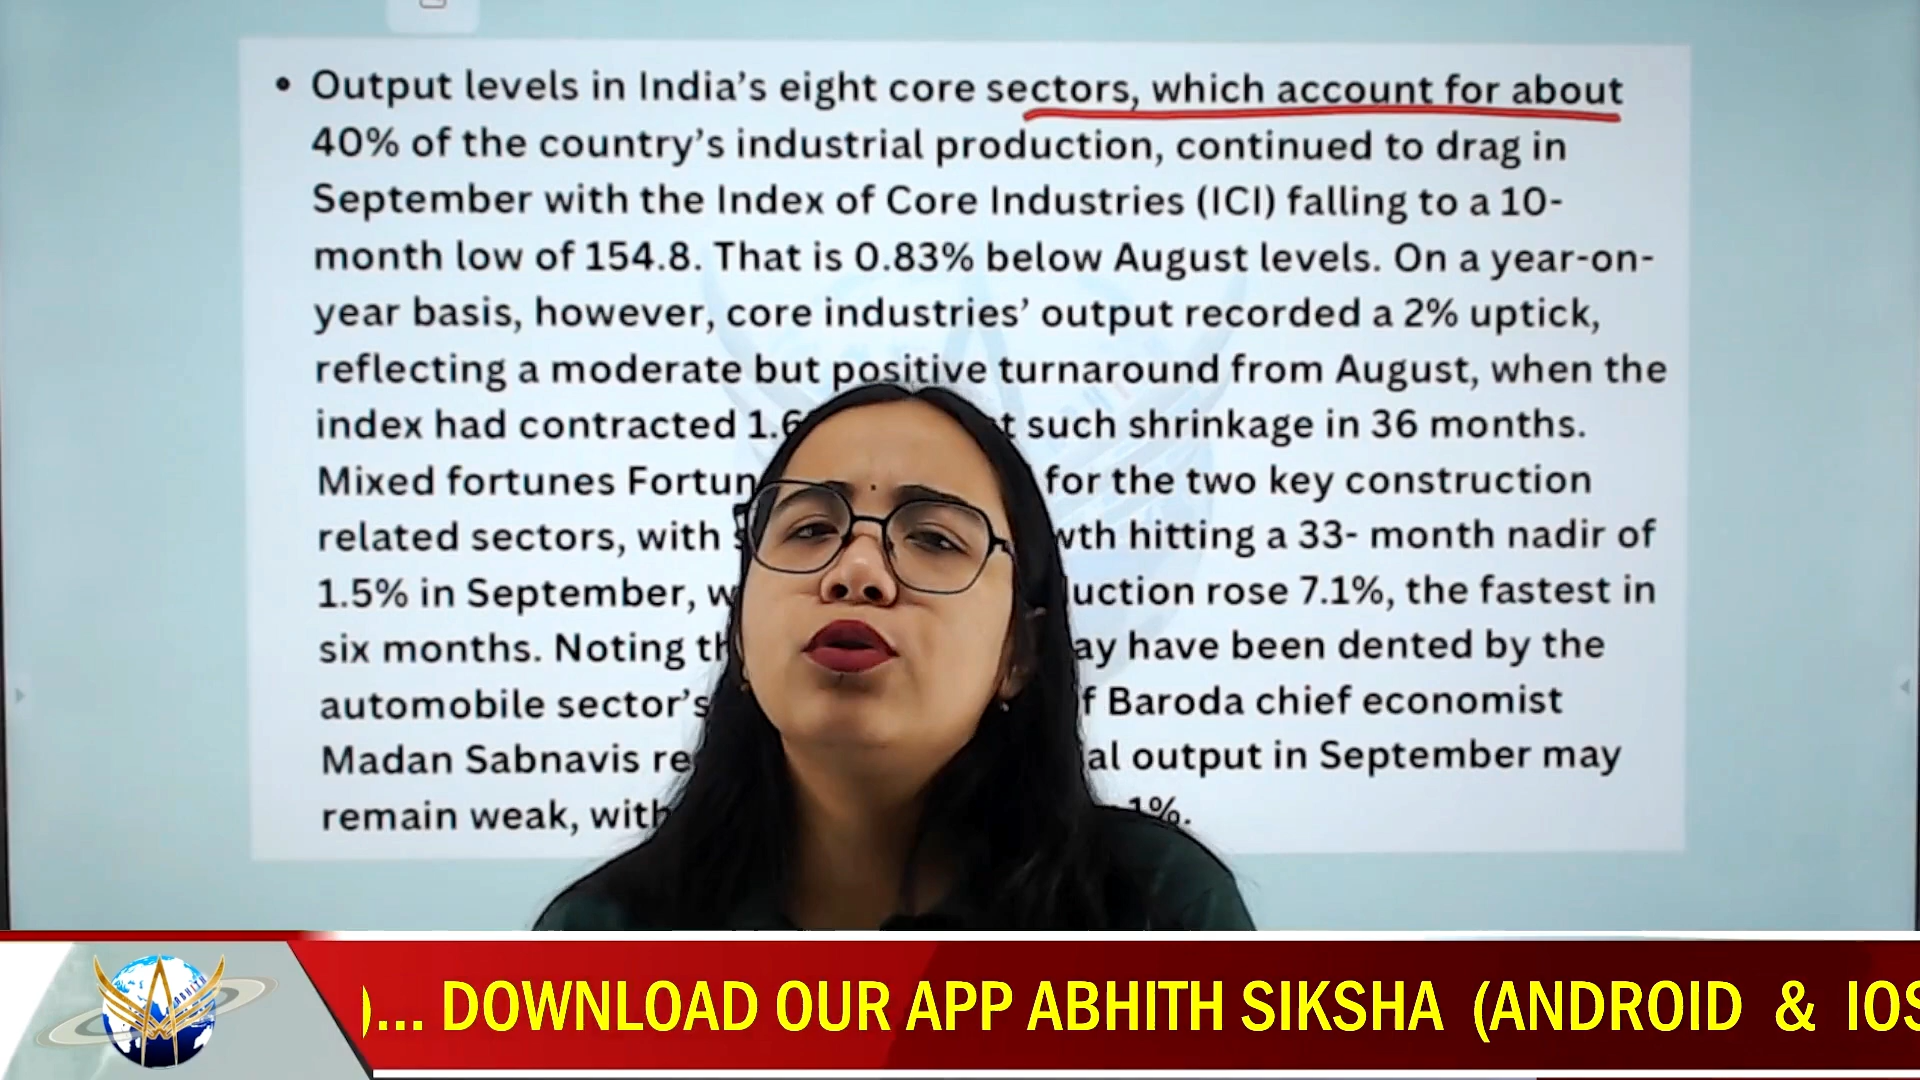 • Output levels in India's eight core sectors, which account for about
40% of the country's industrial production, continued to drag in
September with the Index of Core Industries (ICI) falling to a 10-
month low of 154.8. That is 0.83% below August levels. On a year-on-
year basis, however, core industries' output recorded a 2% uptick,
reflecting a moderate but positive turnaround from August, when the
index had contracted 1.6 such shrinkage in 36 months.
Mixed fortunes for the two key construction
related sectors, with hitting a 33- month nadir of
1.5% in September, rose 7.1%, the fastest in
six months. Noting have been dented by the
automobile sector's Baroda chief economist
Madan Sabnavis output in September may
remain weak, with 1%.
ABHITH
)... DOWNLOAD OUR APP ABHITH SIKSHA (ANDROID & IOS